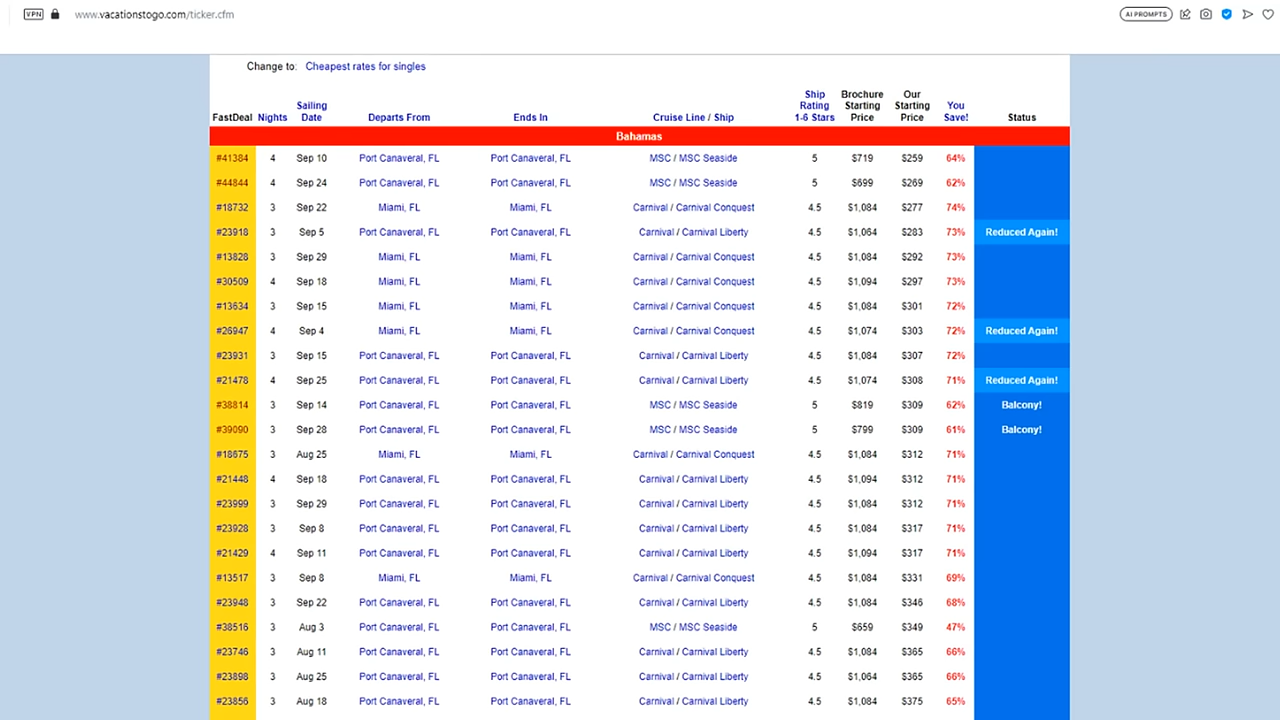 VPN www.vacationstogo.com/ticker.cfm AI PROMPTS
Change to: Cheapest rates for singles
FastDeal Nights Sailing Date Departs From Ends In Cruise Line / Ship Ship Rating 1-6 Stars Brochure Starting Price Our Starting Price You Save! Status
Bahamas
#41384 4 Sep 10 Port Canaveral, FL Port Canaveral, FL MSC / MSC Seaside 5 $719 $259 64%
#44844 4 Sep 24 Port Canaveral, FL Port Canaveral, FL MSC / MSC Seaside 5 $699 $269 62%
#18732 3 Sep 22 Miami, FL Miami, FL Carnival / Carnival Conquest 4.5 $1,084 $277 74%
#23918 3 Sep 5 Port Canaveral, FL Port Canaveral, FL Carnival / Carnival Liberty 4.5 $1,064 $283 73% Reduced Again!
#13828 3 Sep 29 Miami, FL Miami, FL Carnival / Carnival Conquest 4.5 $1,084 $292 73%
#30509 4 Sep 18 Miami, FL Miami, FL Carnival / Carnival Conquest 4.5 $1,094 $297 73%
#13634 3 Sep 15 Miami, FL Miami, FL Carnival / Carnival Conquest 4.5 $1,084 $301 72%
#26947 4 Sep 4 Miami, FL Miami, FL Carnival / Carnival Conquest 4.5 $1,074 $303 72% Reduced Again!
#23931 3 Sep 15 Port Canaveral, FL Port Canaveral, FL Carnival / Carnival Liberty 4.5 $1,084 $307 72%
#21478 4 Sep 25 Port Canaveral, FL Port Canaveral, FL Carnival / Carnival Liberty 4.5 $1,074 $308 71% Reduced Again!
#38814 3 Sep 14 Port Canaveral, FL Port Canaveral, FL MSC / MSC Seaside 5 $819 $309 62% Balcony!
#39090 3 Sep 28 Port Canaveral, FL Port Canaveral, FL MSC / MSC Seaside 5 $799 $309 61% Balcony!
#18675 3 Aug 25 Miami, FL Miami, FL Carnival / Carnival Conquest 4.5 $1,084 $312 71%
#21448 4 Sep 18 Port Canaveral, FL Port Canaveral, FL Carnival / Carnival Liberty 4.5 $1,094 $312 71%
#23999 3 Sep 29 Port Canaveral, FL Port Canaveral, FL Carnival / Carnival Liberty 4.5 $1,084 $312 71%
#23928 3 Sep 8 Port Canaveral, FL Port Canaveral, FL Carnival / Carnival Liberty 4.5 $1,084 $317 71%
#21429 4 Sep 11 Port Canaveral, FL Port Canaveral, FL Carnival / Carnival Liberty 4.5 $1,094 $317 71%
#13517 3 Sep 8 Miami, FL Miami, FL Carnival / Carnival Conquest 4.5 $1,084 $331 69%
#23948 3 Sep 22 Port Canaveral, FL Port Canaveral, FL Carnival / Carnival Liberty 4.5 $1,084 $346 68%
#38516 3 Aug 3 Port Canaveral, FL Port Canaveral, FL MSC / MSC Seaside 5 $659 $349 47%
#23746 3 Aug 11 Port Canaveral, FL Port Canaveral, FL Carnival / Carnival Liberty 4.5 $1,084 $365 66%
#23898 3 Aug 25 Port Canaveral, FL Port Canaveral, FL Carnival / Carnival Liberty 4.5 $1,064 $365 66%
#23856 3 Aug 18 Port Canaveral, FL Port Canaveral, FL Carnival / Carnival Liberty 4.5 $1,084 $375 65%